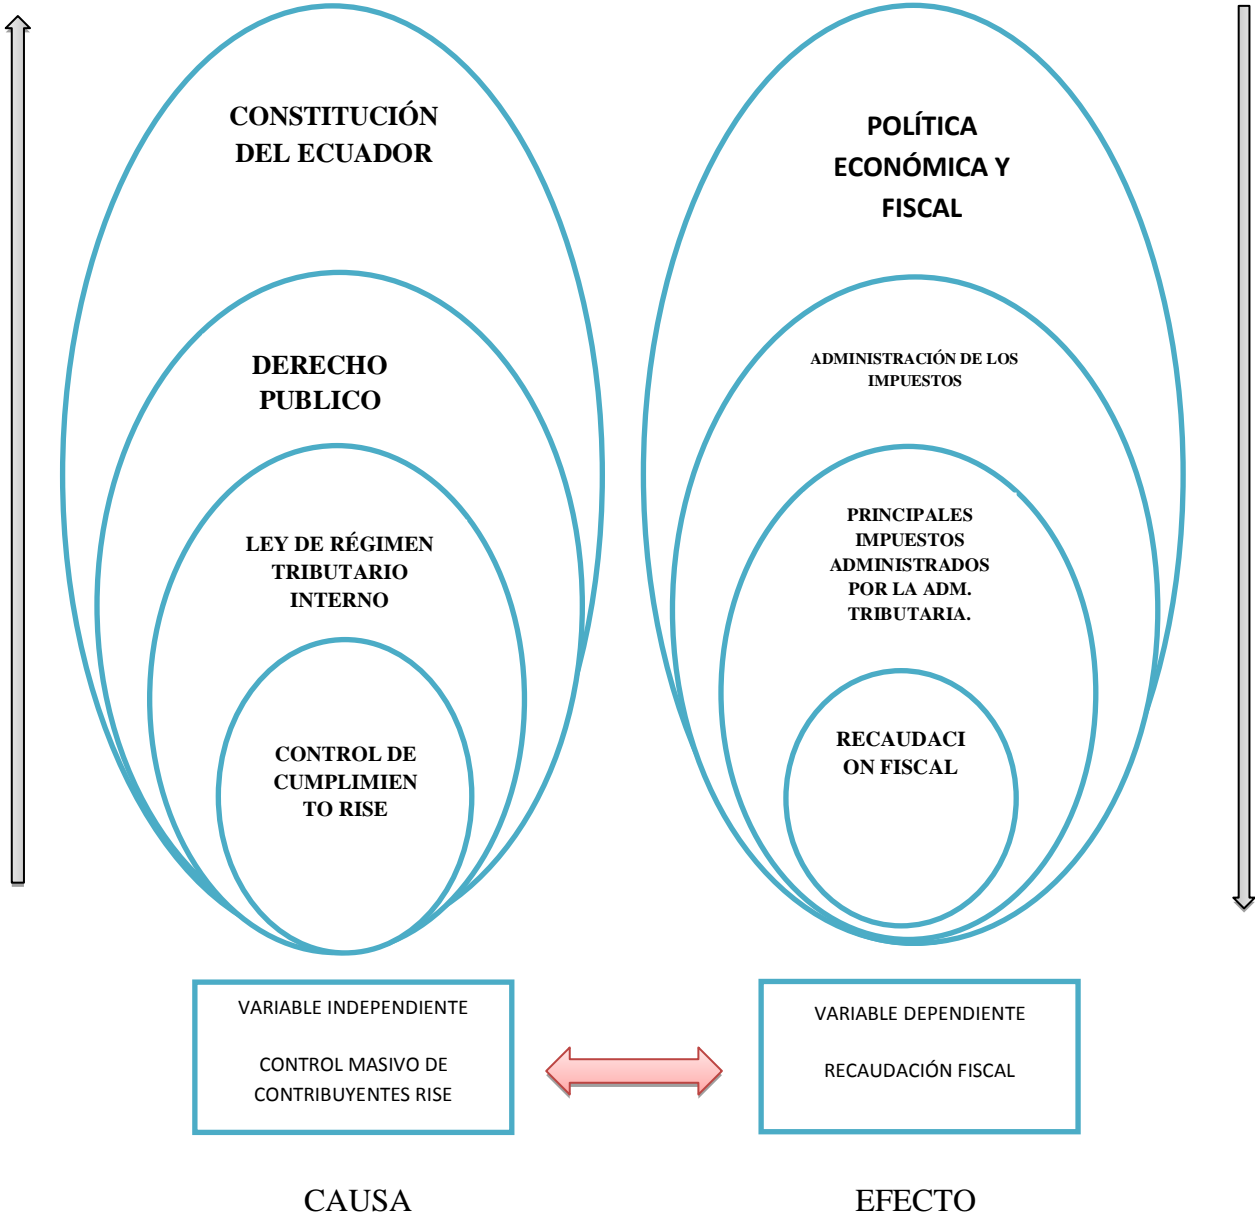 CONSTITUCIÓN
DEL ECUADOR
DERECHO
PUBLICO
LEY DE RÉGIMEN
TRIBUTARIO
INTERNO
CONTROL DE
CUMPLIMIEN
TO RISE
POLÍTICA
ECONÓMICA Y
FISCAL
ADMINISTRACIÓN DE LOS
IMPUESTOS
PRINCIPALES
IMPUESTOS
ADMINISTRADOS
POR LA ADM.
TRIBUTARIA.
RECAUDACI
ON FISCAL
VARIABLE INDEPENDIENTE
CONTROL MASIVO DE
CONTRIBUYENTES RISE
VARIABLE DEPENDIENTE
RECAUDACIÓN FISCAL
CAUSA
EFECTO